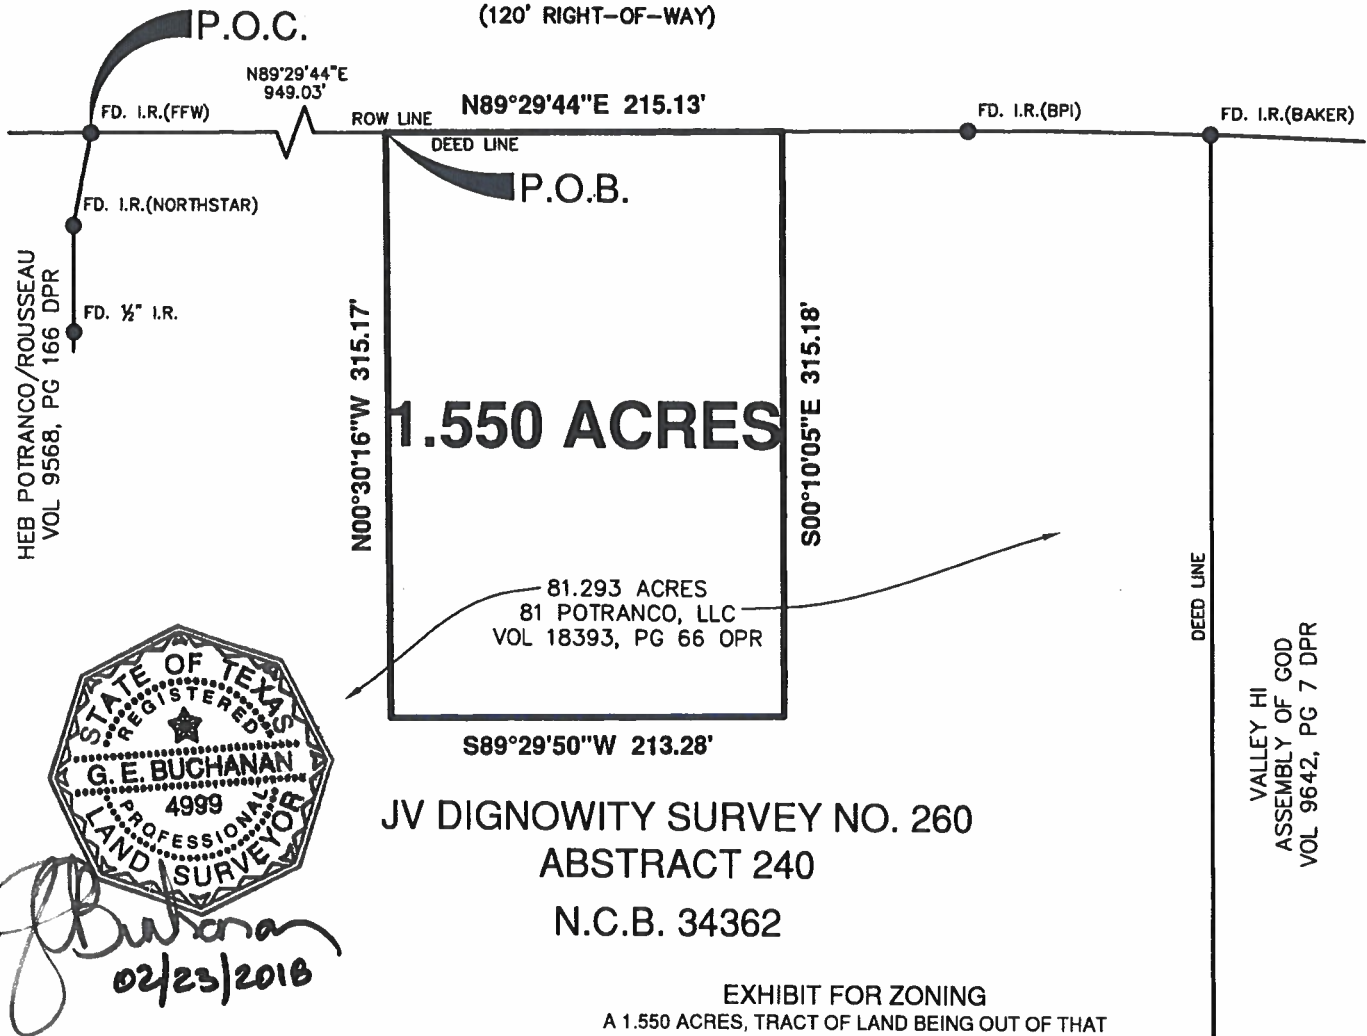 (120' RIGHT-OF-WAY)
P.O.C.
N89°29'44"E
949.03'
FD. I.R.(FFW)
ROW LINE
N89°29'44"E 215.13'
FD. I.R.(BPI)
FD. I.R.(BAKER)
DEED LINE
P.O.B.
FD. I.R.(NORTHSTAR)
FD. ½" I.R.
HEB POTRANCO/ROUSSEAU
VOL 9568, PG 166 DPR
N00°30'16"W 315.17'
1.550 ACRES
S00°10'05"E 315.18'
81.293 ACRES
81 POTRANCO, LLC
VOL 18393, PG 66 OPR
DEED LINE
VALLEY HI
ASSEMBLY OF GOD
VOL 9642, PG 7 DPR
S89°29'50"W 213.28'
STATE OF TEXAS
REGISTERED
G. E. BUCHANAN
4999
PROFESSIONAL
LAND SURVEYOR
GEBuchanan
02/23/2018
JV DIGNOWITY SURVEY NO. 260
ABSTRACT 240
N.C.B. 34362
EXHIBIT FOR ZONING
A 1.550 ACRES, TRACT OF LAND BEING OUT OF THAT